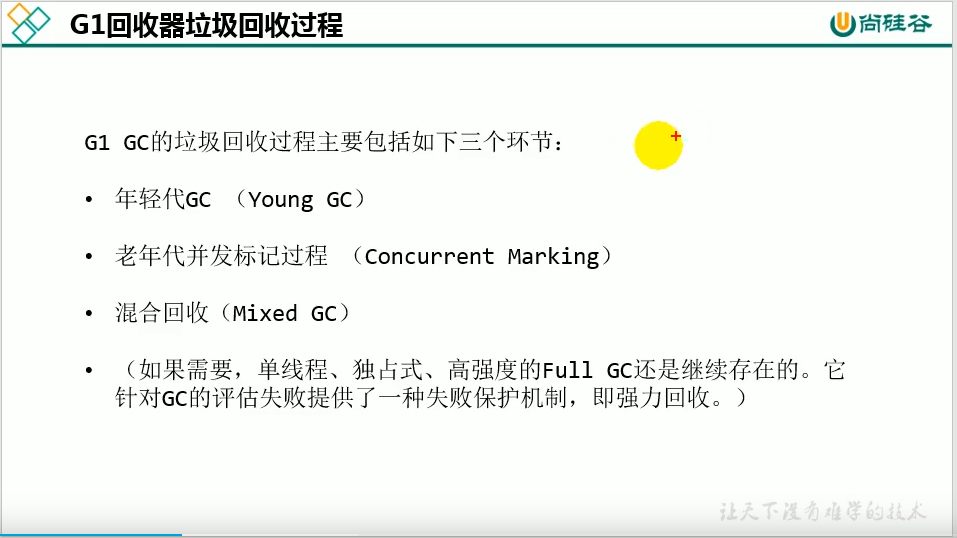 G1回收器垃圾回收过程
尚硅谷
G1 GC的垃圾回收过程主要包括如下三个环节：
• 年轻代GC （Young GC）
• 老年代并发标记过程 （Concurrent Marking）
• 混合回收（Mixed GC）
• （如果需要，单线程、独占式、高强度的Full GC还是继续存在的。它
针对GC的评估失败提供了一种失败保护机制，即强力回收。）
让天下没有难学的技术